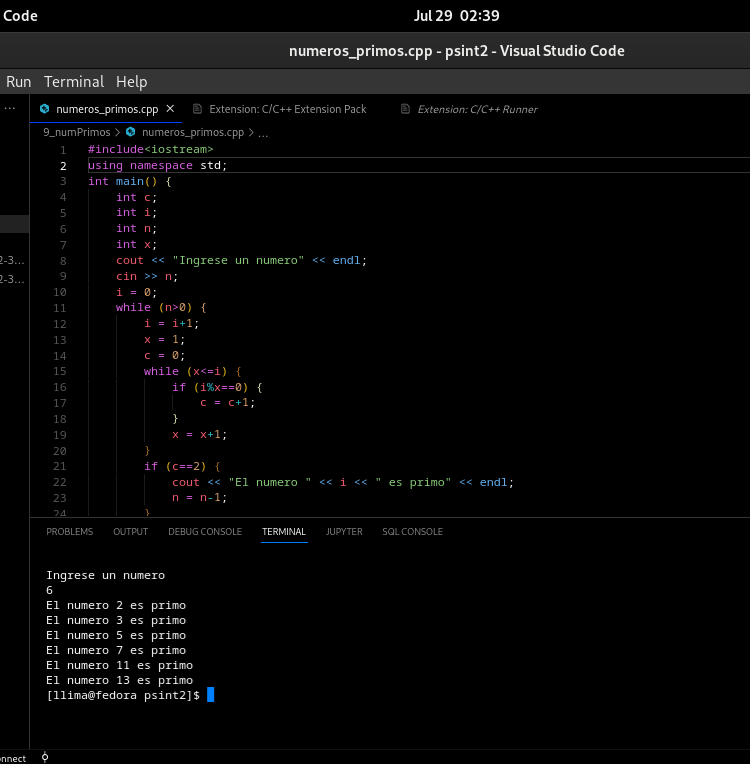 Code Jul 29 02:39
numeros_primos.cpp - psint2 - Visual Studio Code
Run Terminal Help
... numeros_primos.cpp × Extension: C/C++ Extension Pack Extension: C/C++ Runner
9_numPrimos > numeros_primos.cpp > ...
1 #include<iostream>
2 using namespace std;
3 int main() {
4 int c;
5 int i;
6 int n;
7 int x;
8 cout << "Ingrese un numero" << endl;
9 cin >> n;
10 i = 0;
11 while (n>0) {
12 i = i+1;
13 x = 1;
14 c = 0;
15 while (x<=i) {
16 if (i%x==0) {
17 c = c+1;
18 }
19 x = x+1;
20 }
21 if (c==2) {
22 cout << "El numero " << i << " es primo" << endl;
23 n = n-1;
24 }
2-3...
2-3...
PROBLEMS OUTPUT DEBUG CONSOLE TERMINAL JUPYTER SQL CONSOLE
Ingrese un numero
6
El numero 2 es primo
El numero 3 es primo
El numero 5 es primo
El numero 7 es primo
El numero 11 es primo
El numero 13 es primo
[llima@fedora psint2]$
nnect